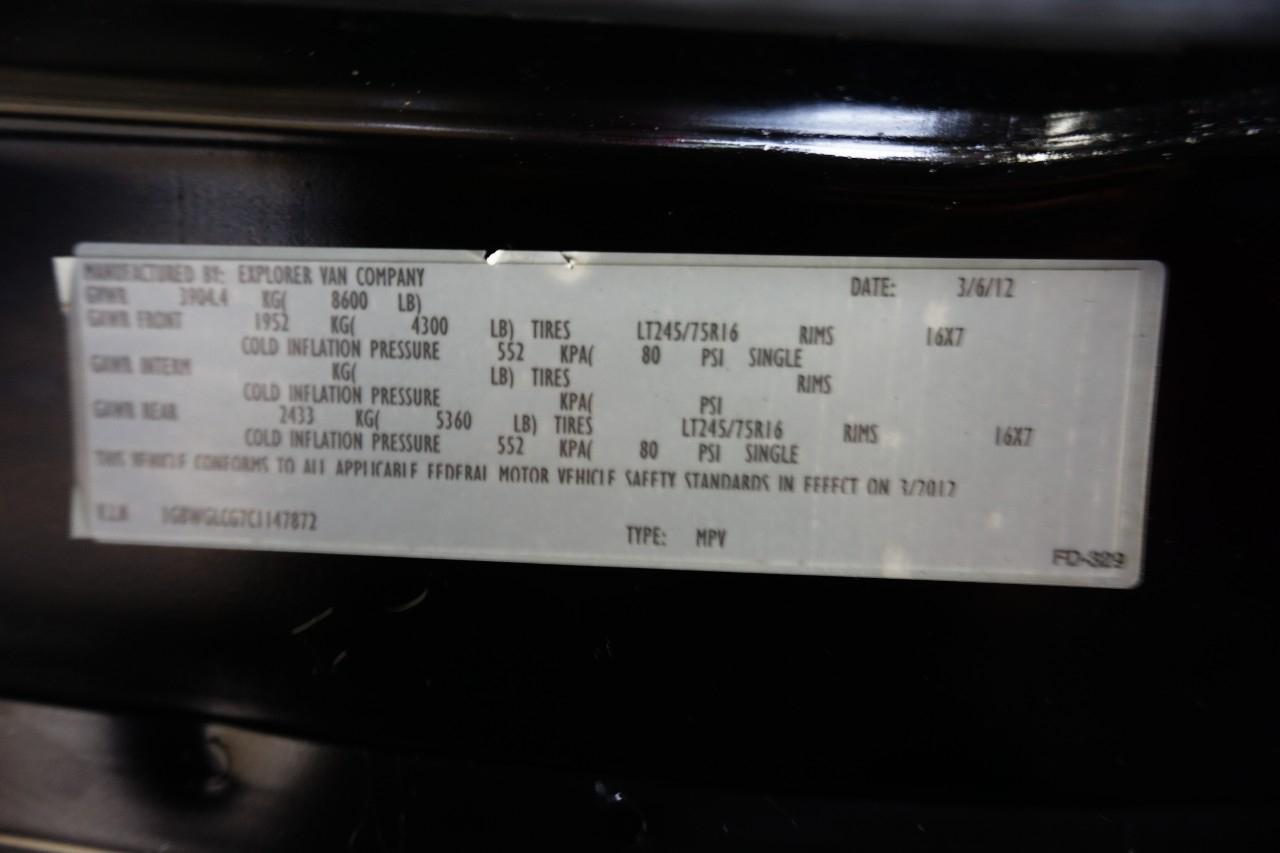 MANUFACTURED BY: EXPLORER VAN COMPANY DATE: 3/6/12
GVWR 3904.4 KG( 8600 LB)
GAWR FRONT 1952 KG( 4300 LB) TIRES LT245/75R16 RIMS 16X7
COLD INFLATION PRESSURE 552 KPA( 80 PSI SINGLE
GAWR INTERM KG( LB) TIRES RIMS
COLD INFLATION PRESSURE KPA( PSI
GAWR REAR 2433 KG( 5360 LB) TIRES LT245/75R16 RIMS 16X7
COLD INFLATION PRESSURE 552 KPA( 80 PSI SINGLE
THIS VEHICLE CONFORMS TO ALL APPLICABLE FEDERAL MOTOR VEHICLE SAFETY STANDARDS IN EFFECT ON 3/2012
V.I.N 1GBWGLCG7C1147872 TYPE: MPV
FD-329